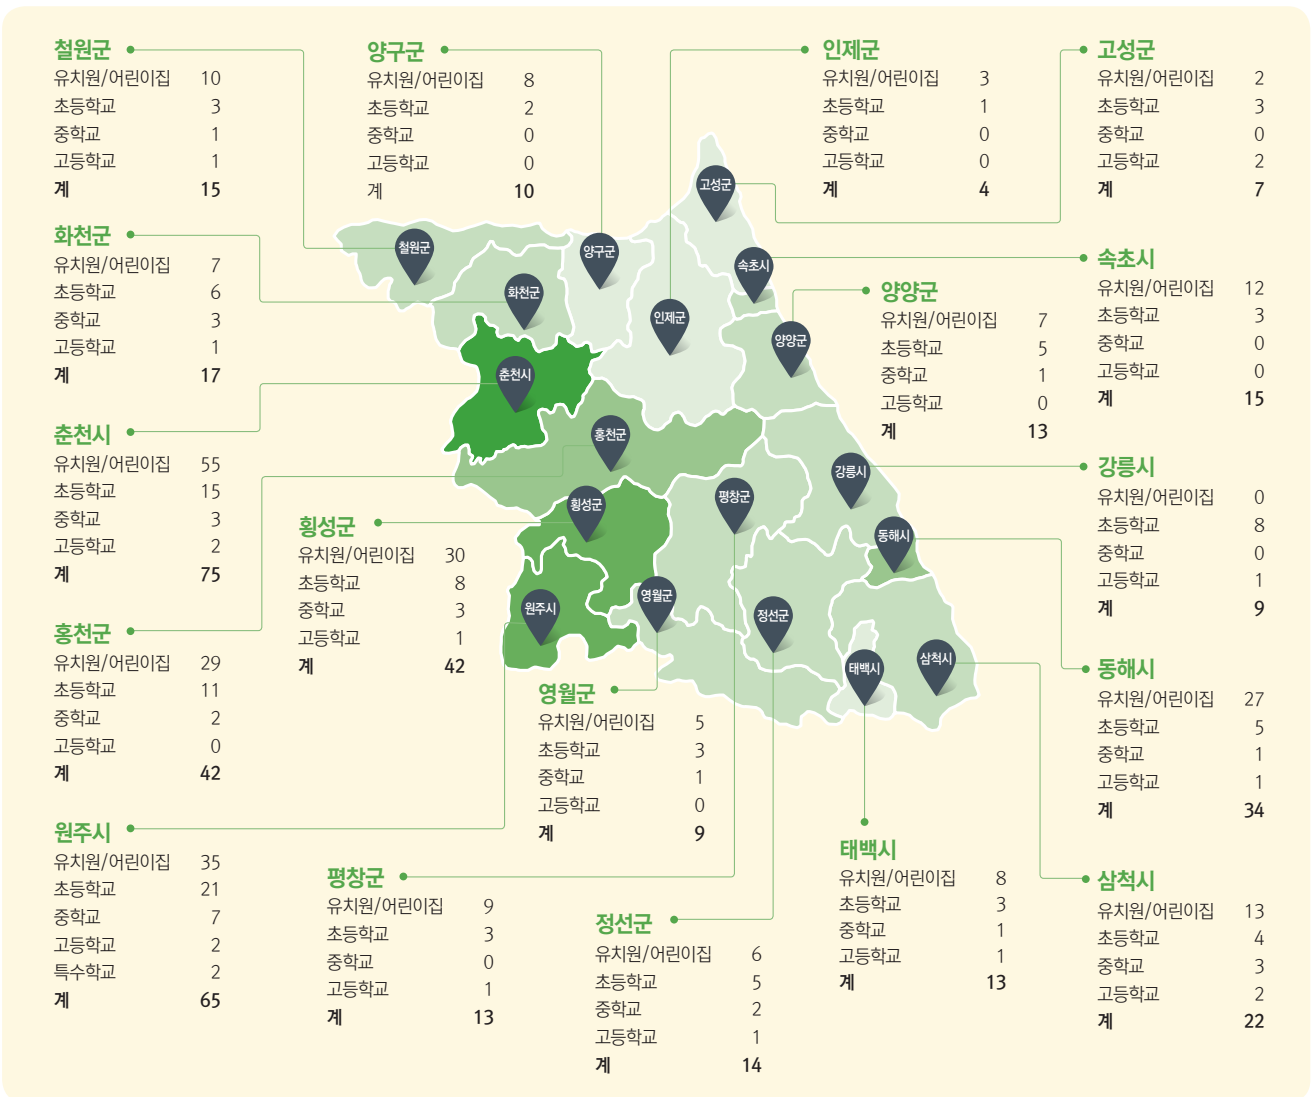 철원군
유치원/어린이집 10
초등학교 3
중학교 1
고등학교 1
계 15
양구군
유치원/어린이집 8
초등학교 2
중학교 0
고등학교 0
계 10
인제군
유치원/어린이집 3
초등학교 1
중학교 0
고등학교 0
계 4
고성군
유치원/어린이집 2
초등학교 3
중학교 0
고등학교 2
계 7
화천군
유치원/어린이집 7
초등학교 6
중학교 3
고등학교 1
계 17
속초시
유치원/어린이집 12
초등학교 3
중학교 0
고등학교 0
계 15
양양군
유치원/어린이집 7
초등학교 5
중학교 1
고등학교 0
계 13
춘천시
유치원/어린이집 55
초등학교 15
중학교 3
고등학교 2
계 75
강릉시
유치원/어린이집 0
초등학교 8
중학교 0
고등학교 1
계 9
횡성군
유치원/어린이집 30
초등학교 8
중학교 3
고등학교 1
계 42
홍천군
유치원/어린이집 29
초등학교 11
중학교 2
고등학교 0
계 42
영월군
유치원/어린이집 5
초등학교 3
중학교 1
고등학교 0
계 9
동해시
유치원/어린이집 27
초등학교 5
중학교 1
고등학교 1
계 34
원주시
유치원/어린이집 35
초등학교 21
중학교 7
고등학교 2
특수학교 2
계 65
평창군
유치원/어린이집 9
초등학교 3
중학교 0
고등학교 1
계 13
정선군
유치원/어린이집 6
초등학교 5
중학교 2
고등학교 1
계 14
태백시
유치원/어린이집 8
초등학교 3
중학교 1
고등학교 1
계 13
삼척시
유치원/어린이집 13
초등학교 4
중학교 3
고등학교 2
계 22
고성군
철원군
양구군
속초시
화천군
인제군
양양군
춘천시
홍천군
강릉시
평창군
횡성군
동해시
영월군
원주시
정선군
삼척시
태백시